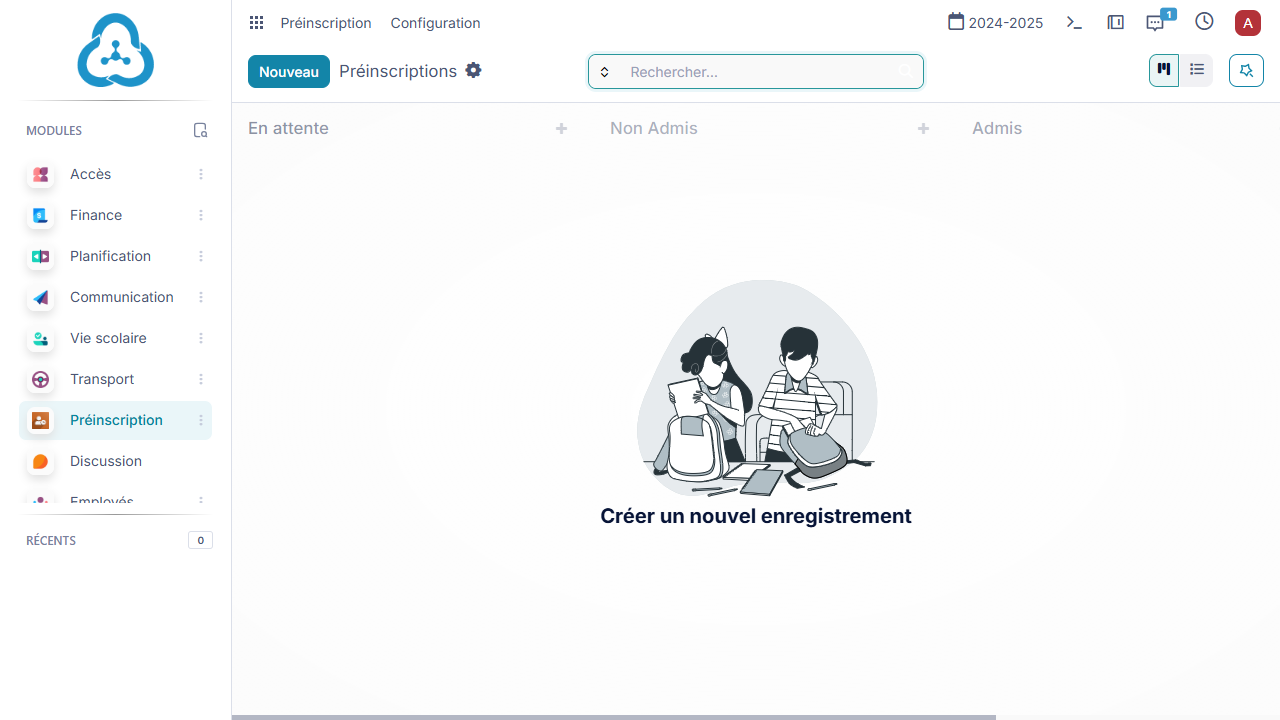 Préinscription Configuration 2024-2025 1 A
Nouveau Préinscriptions Rechercher...
MODULES
Accès
Finance
Planification
Communication
Vie scolaire
Transport
Préinscription
Discussion
Employés
RÉCENTS 0
En attente Non Admis Admis
Créer un nouvel enregistrement